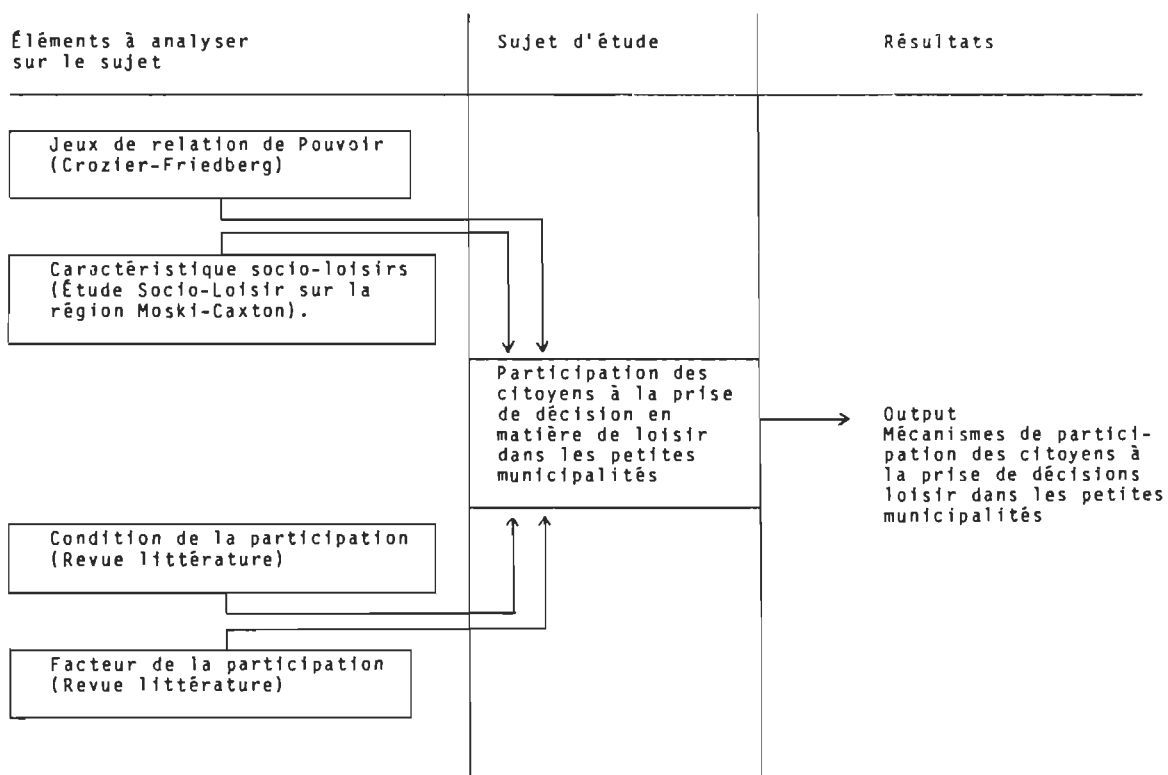 Éléments à analyser
sur le sujet
Sujet d'étude
Résultats
Jeux de relation de Pouvoir
(Crozier-Friedberg)
Caractéristique socio-loisirs
(Étude Socio-Loisir sur la
région Moski-Caxton).
Participation des
citoyens à la prise
de décision en
matière de loisir
dans les petites
municipalités
Output
Mécanismes de partici-
pation des citoyens à
la prise de décisions
loisir dans les petites
municipalités
Condition de la participation
(Revue littérature)
Facteur de la participation
(Revue littérature)